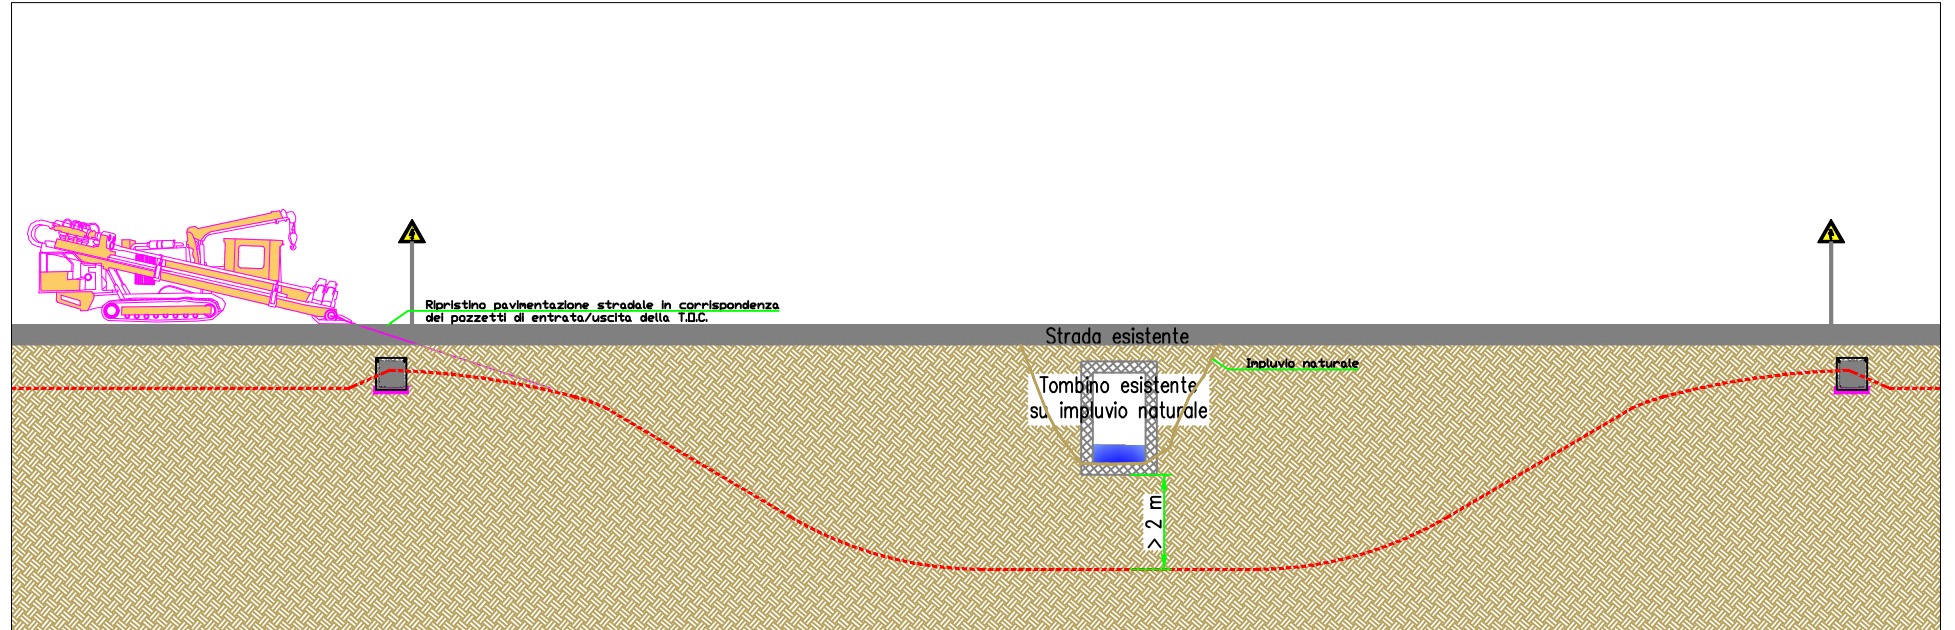 Ripristino pavimentazione stradale in corrispondenza
dei pozzetti di entrata/uscita della T.O.C.
Strada esistente
Impluvio naturale
Tombino esistente
su impluvio naturale
> 2 m